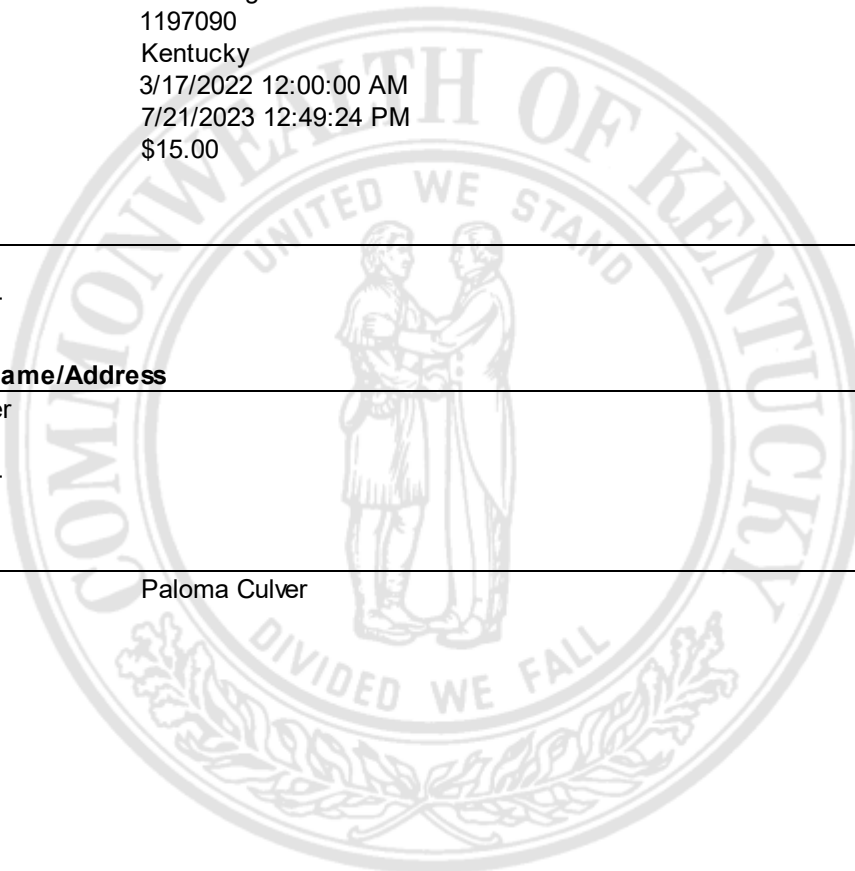 1197090
Kentucky
3/17/2022 12:00:00 AM
7/21/2023 12:49:24 PM
$15.00
COMMONWEALTH OF KENTUCKY
UNITED WE STAND
ame/Address
er
Paloma Culver
DIVIDED WE FALL